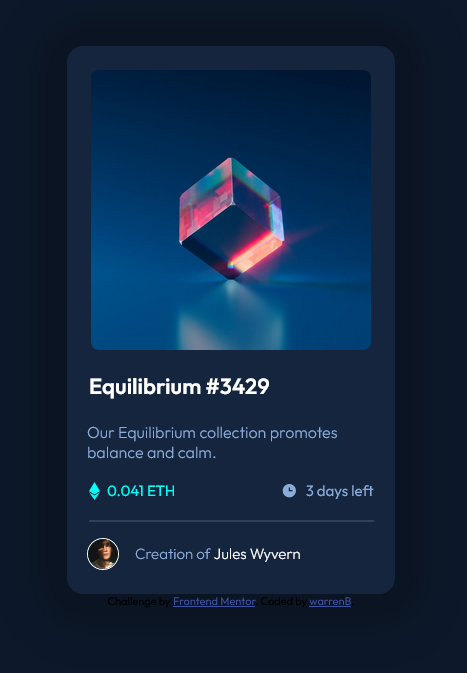 Equilibrium #3429
Our Equilibrium collection promotes
balance and calm.
0.041 ETH
3 days left
Creation of Jules Wyvern
Challenge by Frontend Mentor. Coded by warrenB.